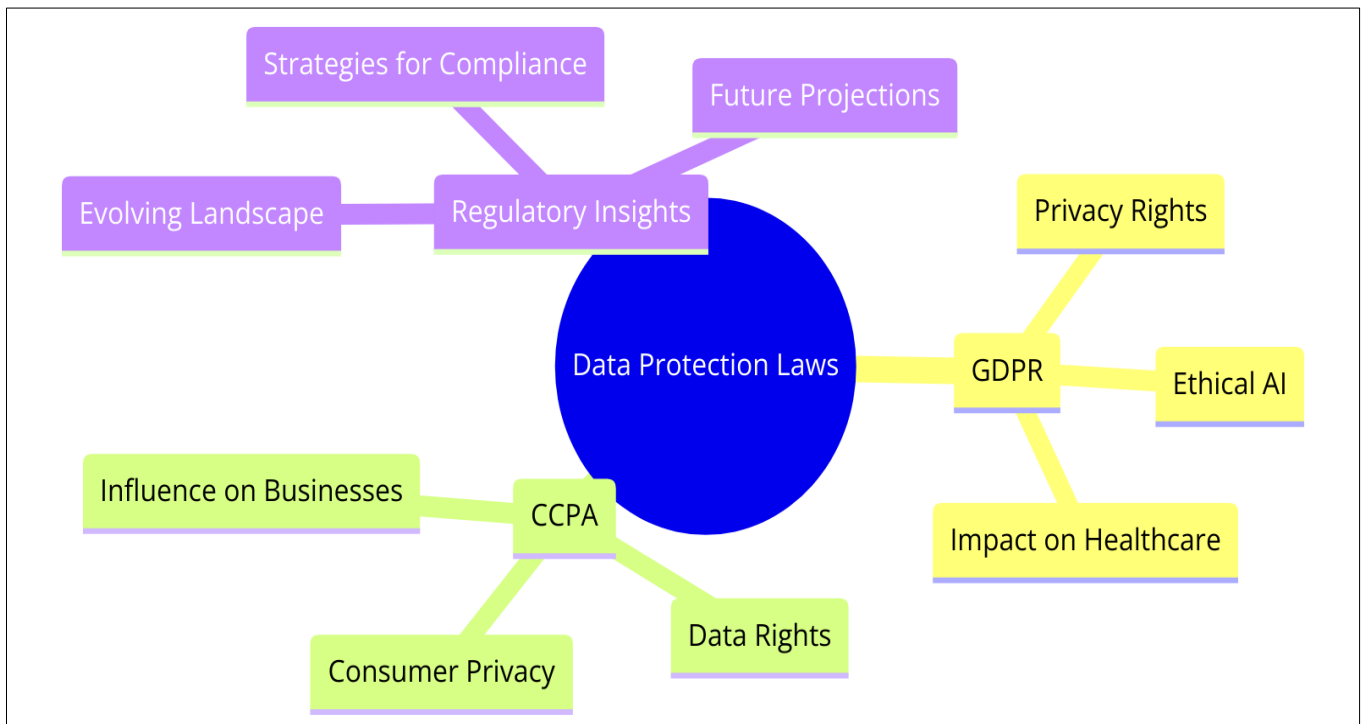 Strategies for Compliance
Future Projections
Evolving Landscape
Regulatory Insights
Privacy Rights
Data Protection Laws
GDPR
Ethical AI
Influence on Businesses
CCPA
Impact on Healthcare
Data Rights
Consumer Privacy